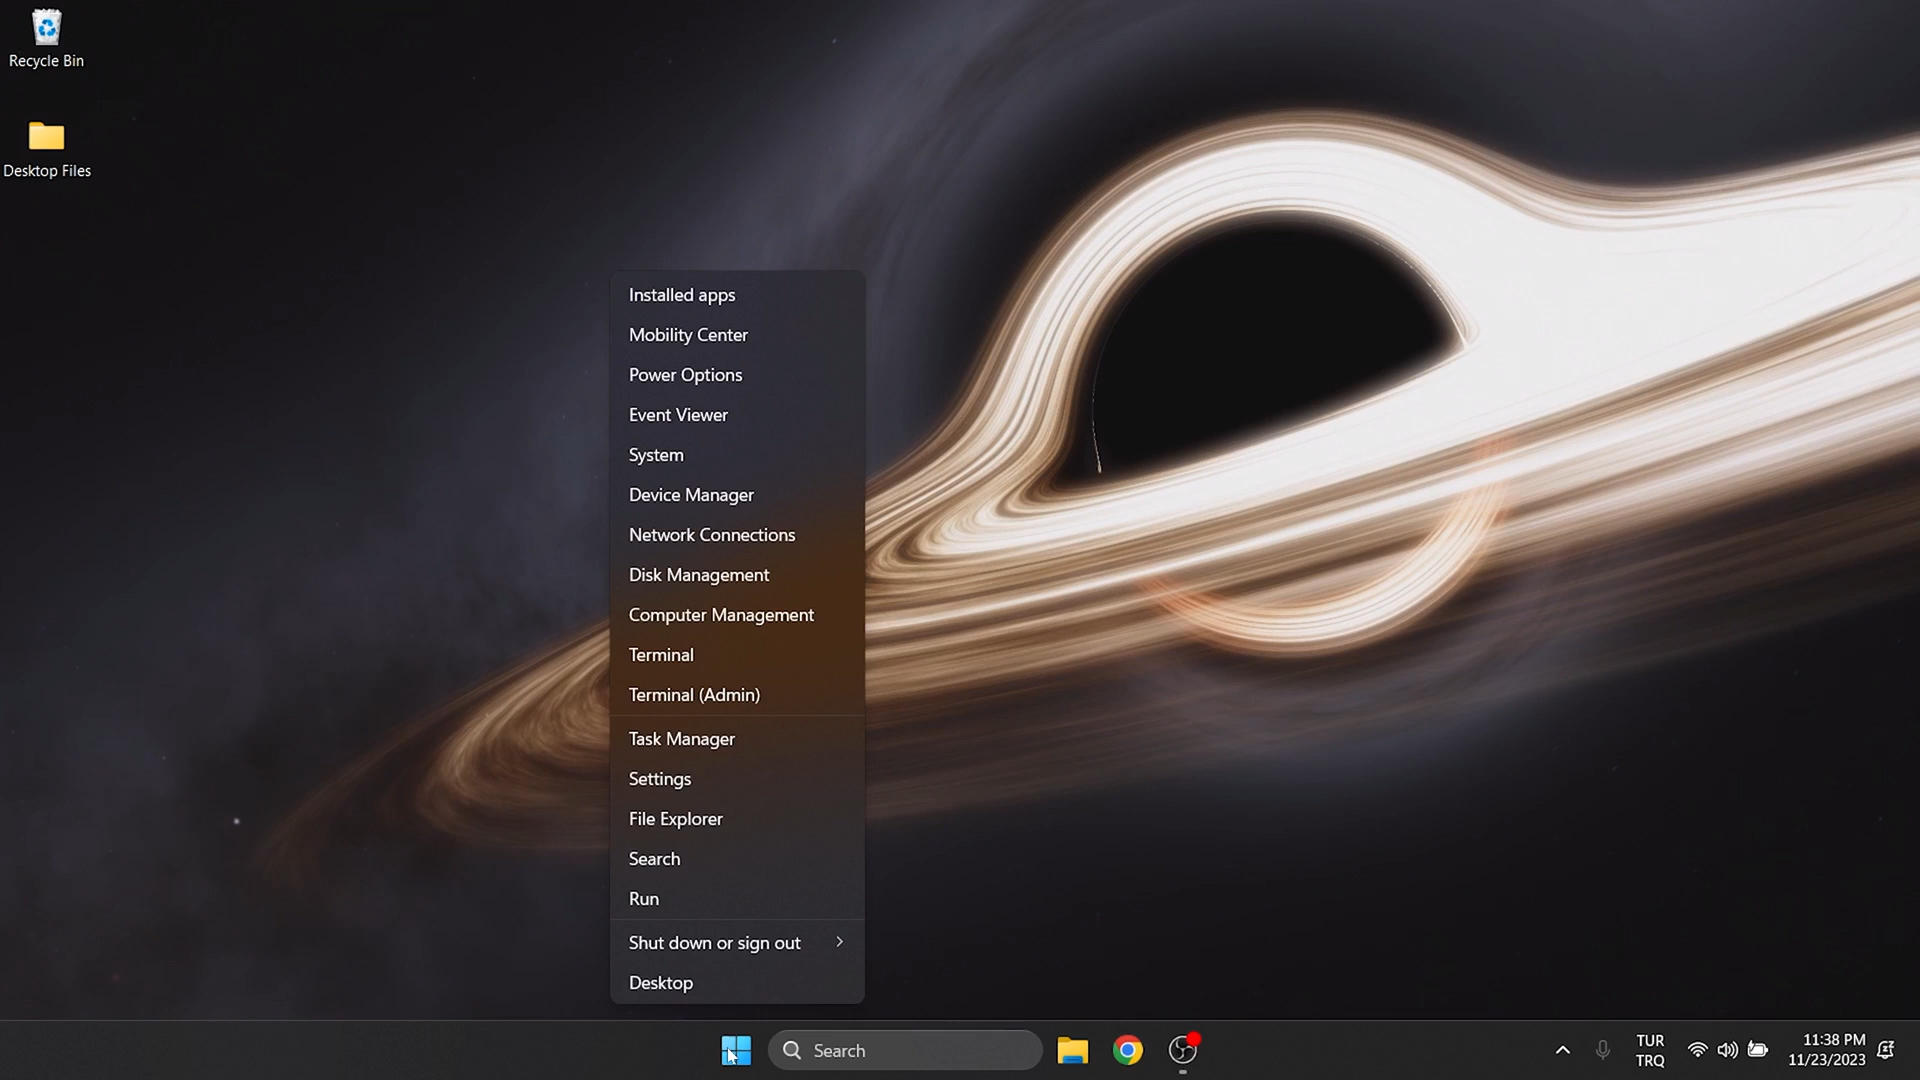 Recycle Bin
Desktop Files
Installed apps
Mobility Center
Power Options
Event Viewer
System
Device Manager
Network Connections
Disk Management
Computer Management
Terminal
Terminal (Admin)
Task Manager
Settings
File Explorer
Search
Run
Shut down or sign out
Desktop
Search
TUR
TRQ
11:38 PM
11/23/2023